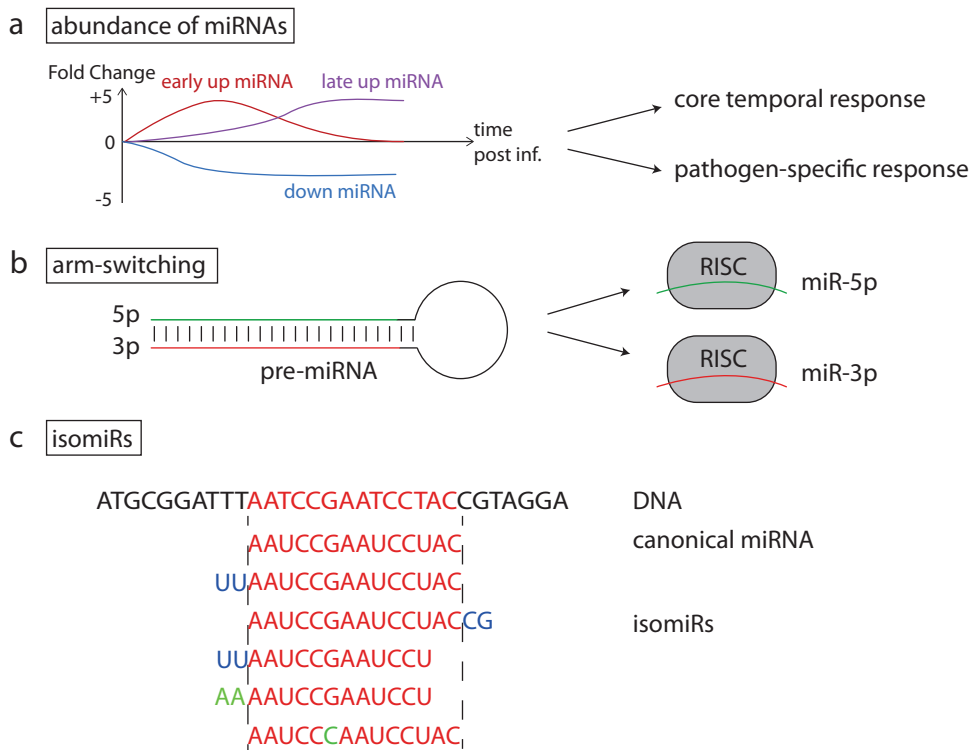 a abundance of miRNAs
Fold Change
+5
0
-5
early up miRNA
late up miRNA
down miRNA
time
post inf.
core temporal response
pathogen-specific response
b arm-switching
5p
3p
pre-miRNA
RISC
miR-5p
RISC
miR-3p
c isomiRs
ATGCGGATTTAATCCGAATCCTACCGTAGGA DNA
AAUCCGAAUCCUAC canonical miRNA
UUAAUCCGAAUCCUAC
AAUCCGAAUCCUACCG isomiRs
UUAAUCCGAAUCCU
AAAAUCCGAAUCCU
AAUCCCAAUCCUAC